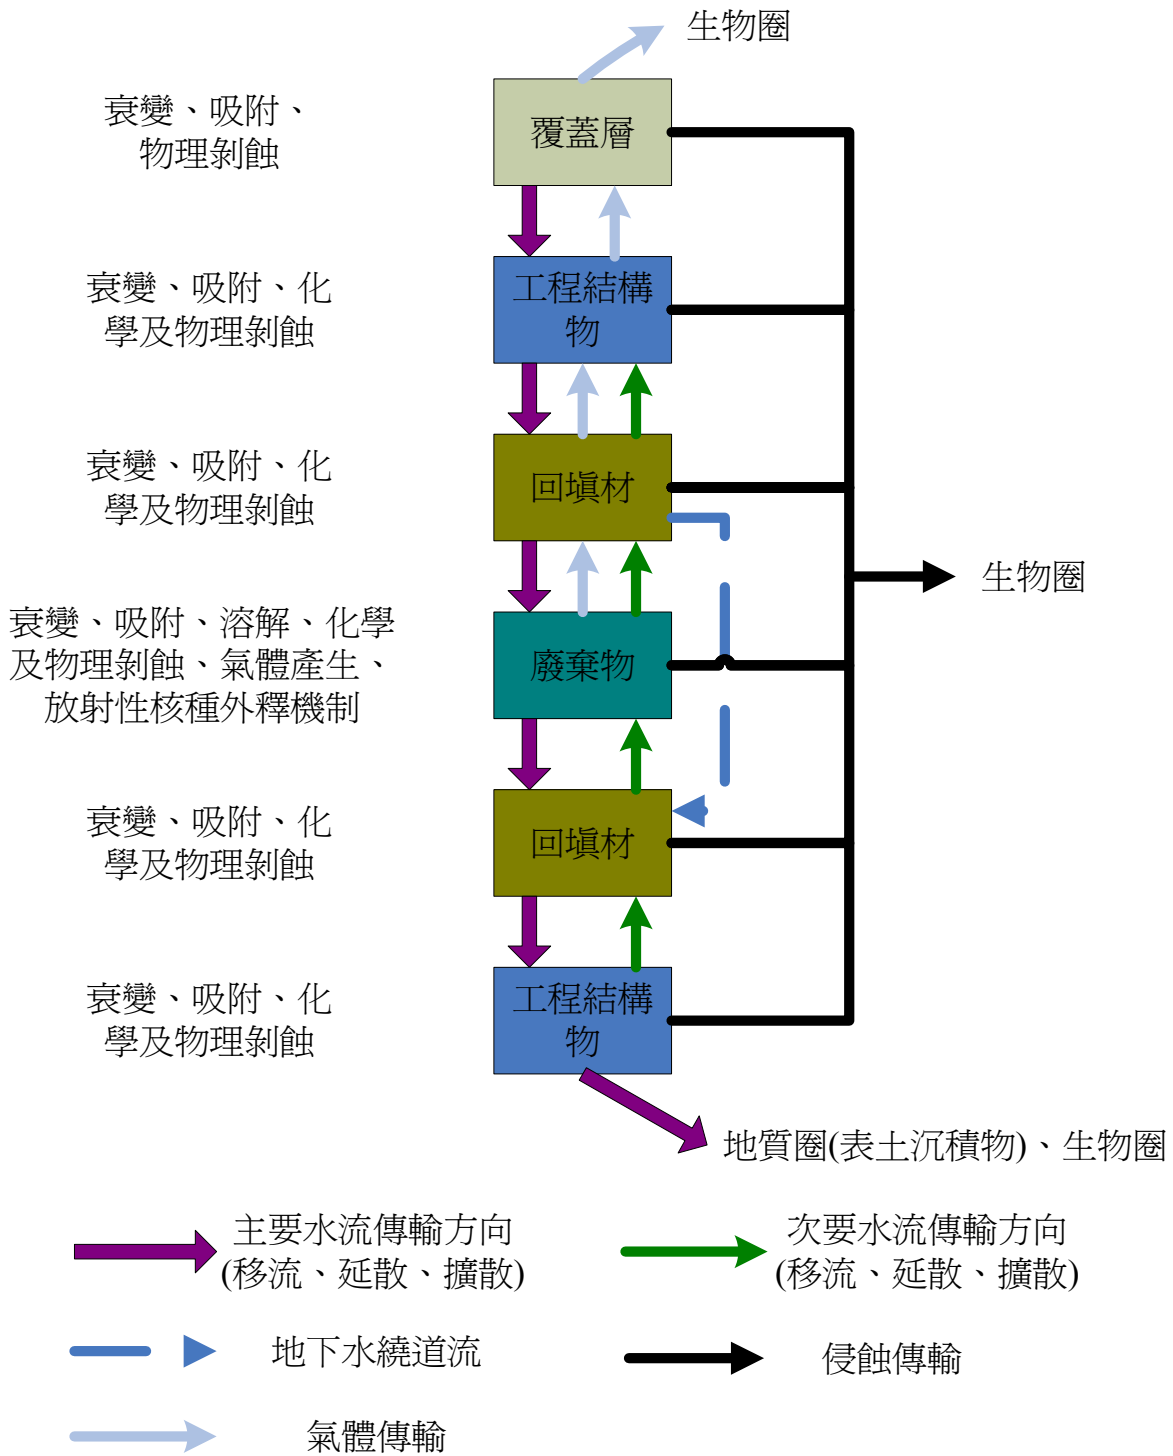 生物圈
衰變、吸附、
物理剝蝕
覆蓋層
衰變、吸附、化
學及物理剝蝕
工程結構
物
衰變、吸附、化
學及物理剝蝕
回填材
生物圈
衰變、吸附、溶解、化學
及物理剝蝕、氣體產生、
放射性核種外釋機制
廢棄物
衰變、吸附、化
學及物理剝蝕
回填材
衰變、吸附、化
學及物理剝蝕
工程結構
物
地質圈(表土沉積物)、生物圈
主要水流傳輸方向
(移流、延散、擴散)
次要水流傳輸方向
(移流、延散、擴散)
地下水繞道流
侵蝕傳輸
氣體傳輸